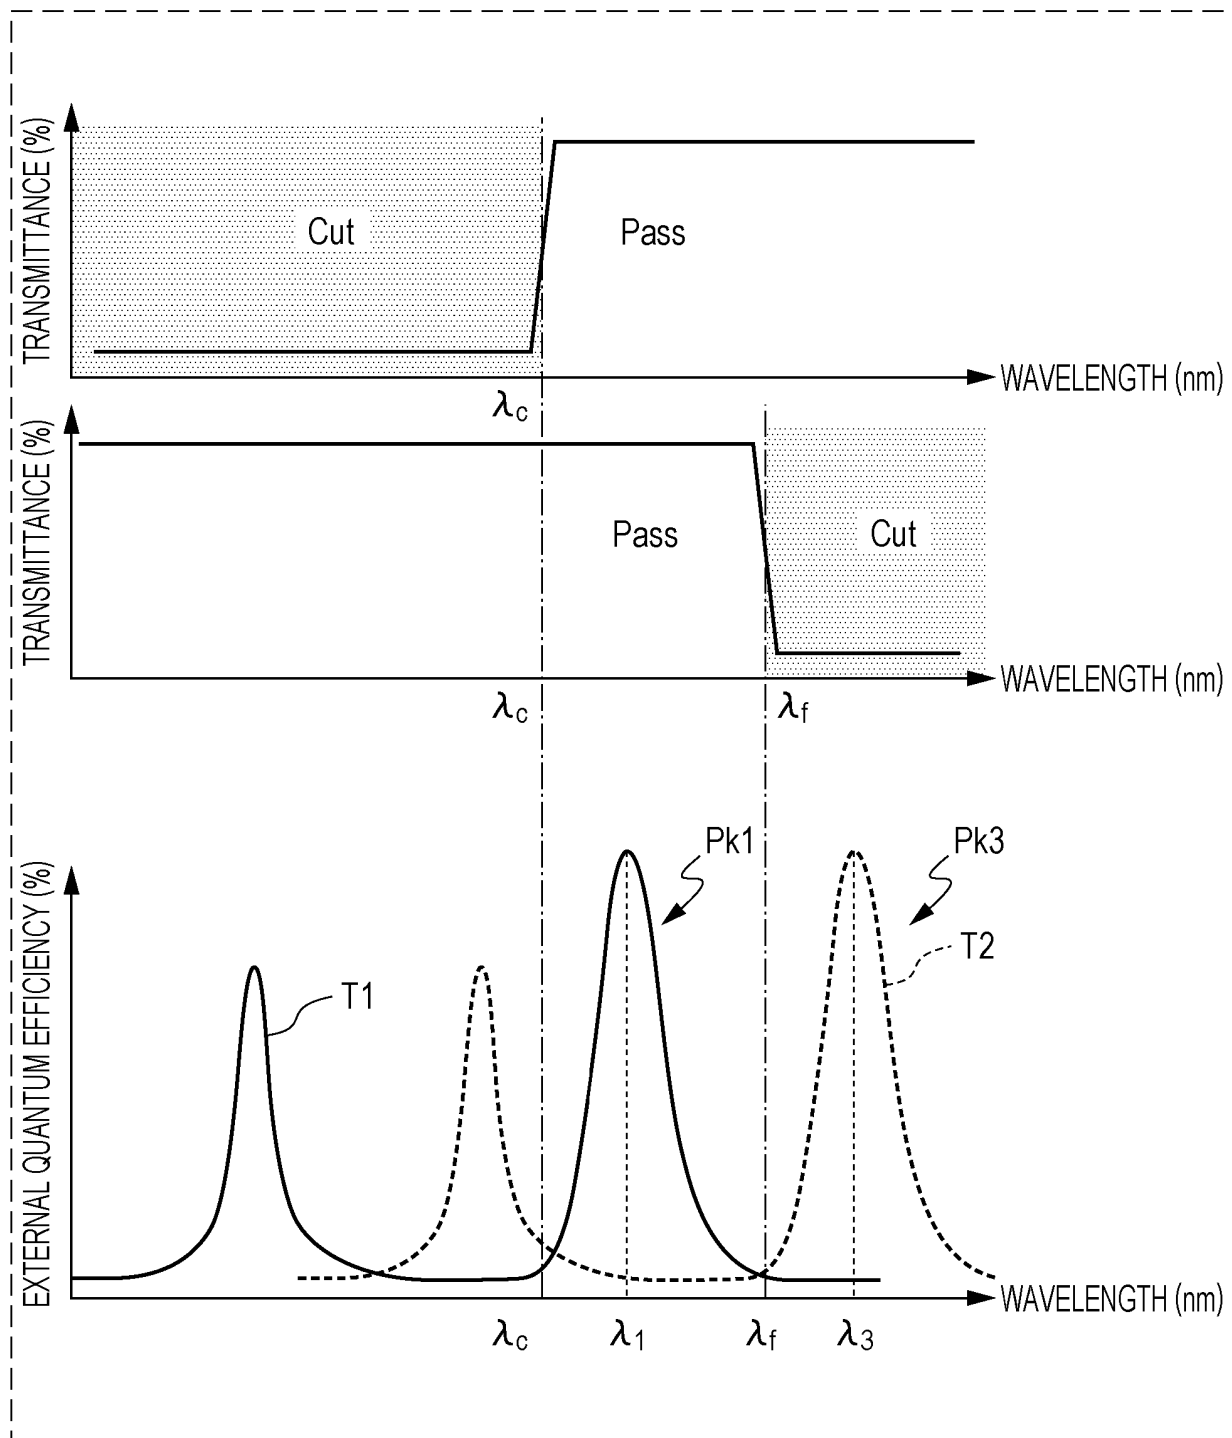 TRANSMITTANCE (%)
Cut
Pass
WAVELENGTH (nm)
λc
TRANSMITTANCE (%)
Pass
Cut
WAVELENGTH (nm)
λc
λf
EXTERNAL QUANTUM EFFICIENCY (%)
Pk1
Pk3
T2
T1
WAVELENGTH (nm)
λc
λ1
λf
λ3